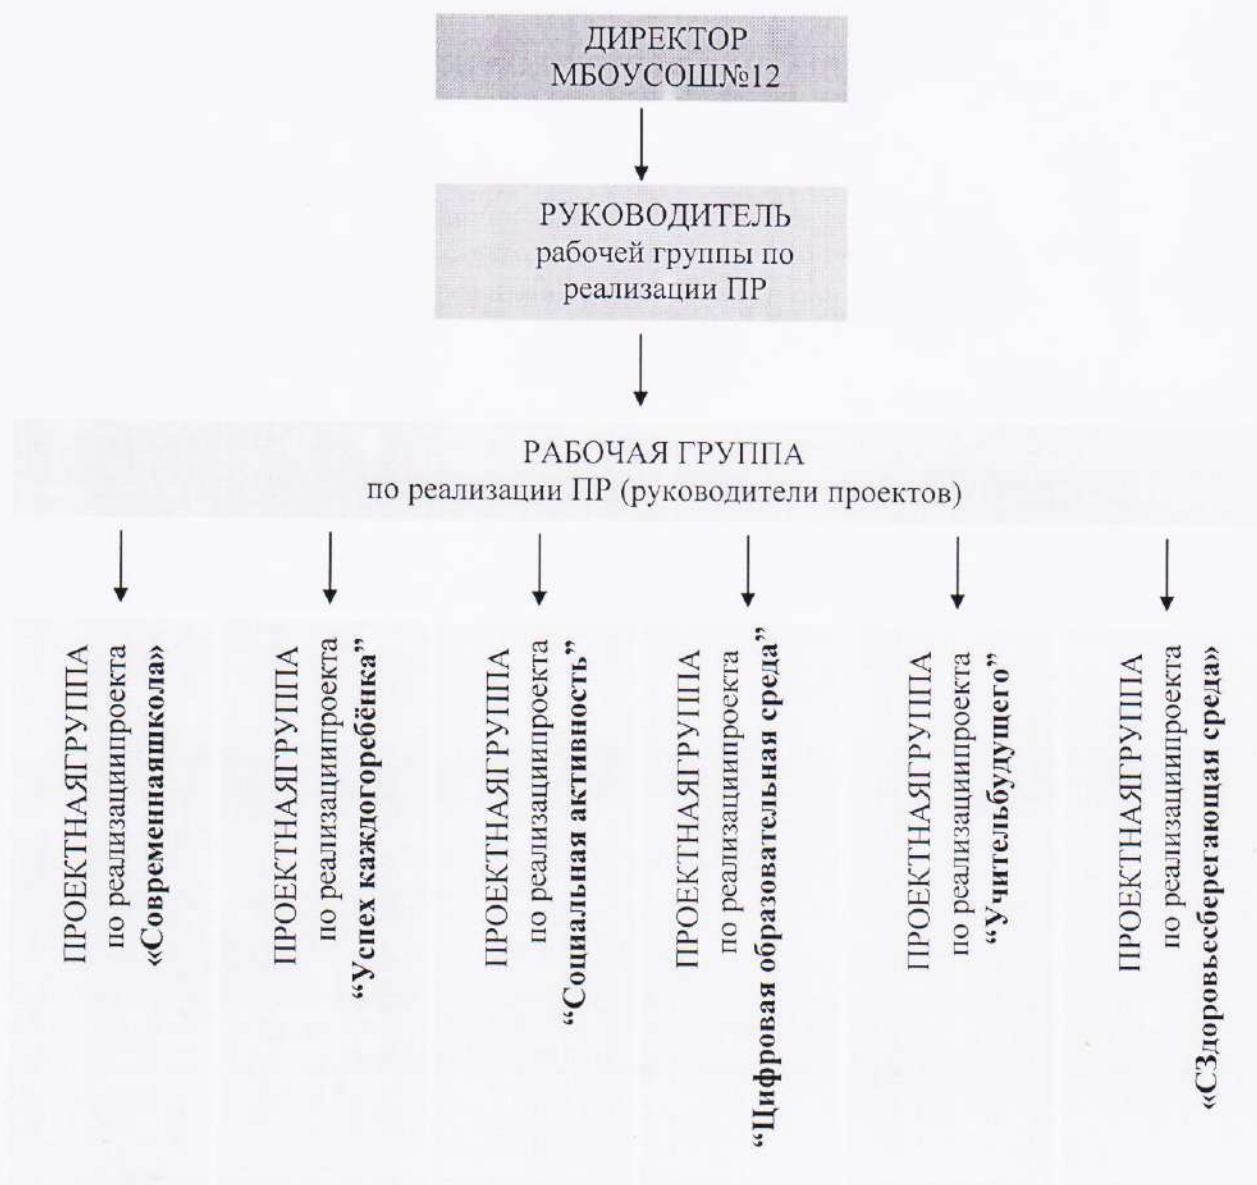 ДИРЕКТОР
МБОУСОШ№12
РУКОВОДИТЕЛЬ
рабочей группы по
реализации ПР
РАБОЧАЯ ГРУППА
по реализации ПР (руководители проектов)
ПРОЕКТНАЯГРУППА
по реализациипроекта
«Современнаяшкола»
ПРОЕКТНАЯГРУППА
по реализациипроекта
“Успех каждогоребёнка”
ПРОЕКТНАЯГРУППА
по реализациипроекта
“Социальная активность”
ПРОЕКТНАЯГРУППА
по реализациипроекта
“Цифровая образовательная среда”
ПРОЕКТНАЯГРУППА
по реализациипроекта
“Учительбудущего”
ПРОЕКТНАЯГРУППА
по реализациипроекта
«СЗдоровьесберегающая среда»